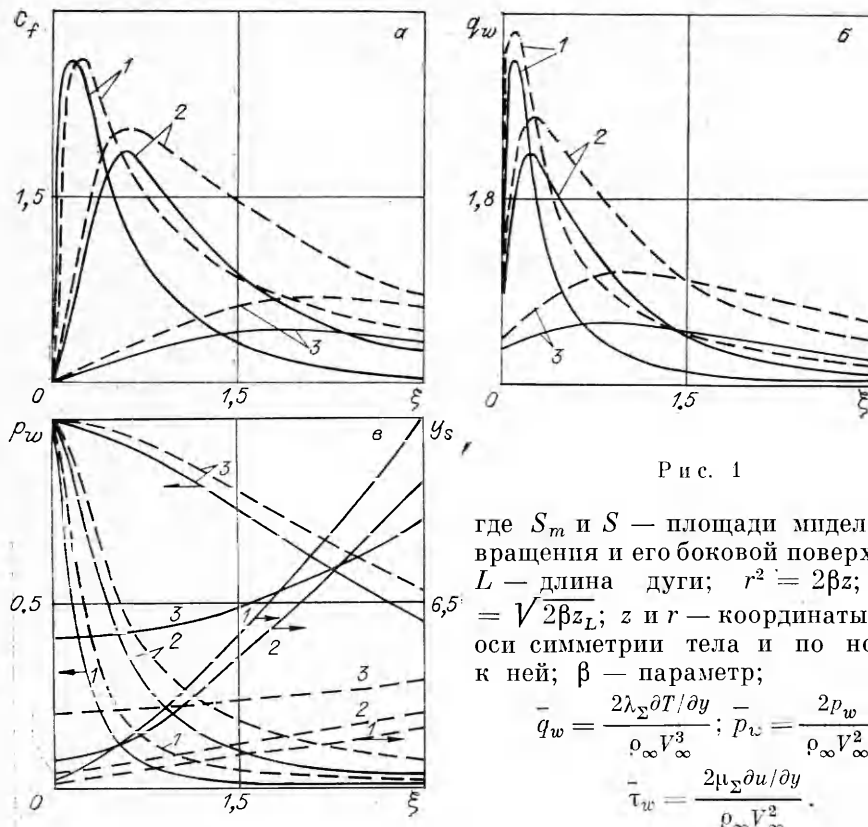 C_f
а
1
2
1,5
3
0
1,5
ξ
q_w
б
1
2
1,8
3
0
1.5
ξ
p_w
в
y_s
3
0,5
3
6,5
1
2
2
1
3
2
1
1
0
1,5
ξ
Рис. 1
где S_m и S — площади мидел
вращения и его боковой поверх
L — длина дуги; r² = 2βz;
= √2βz_L; z и r — координаты
оси симметрии тела и по но
к ней; β — параметр;
q̄_w = 2λ_Σ ∂T/∂y / ρ_∞V_∞³; p̄_w = 2p_w / ρ_∞V_∞²
τ̄_w = 2μ_Σ ∂u/∂y / ρ_∞V_∞² .